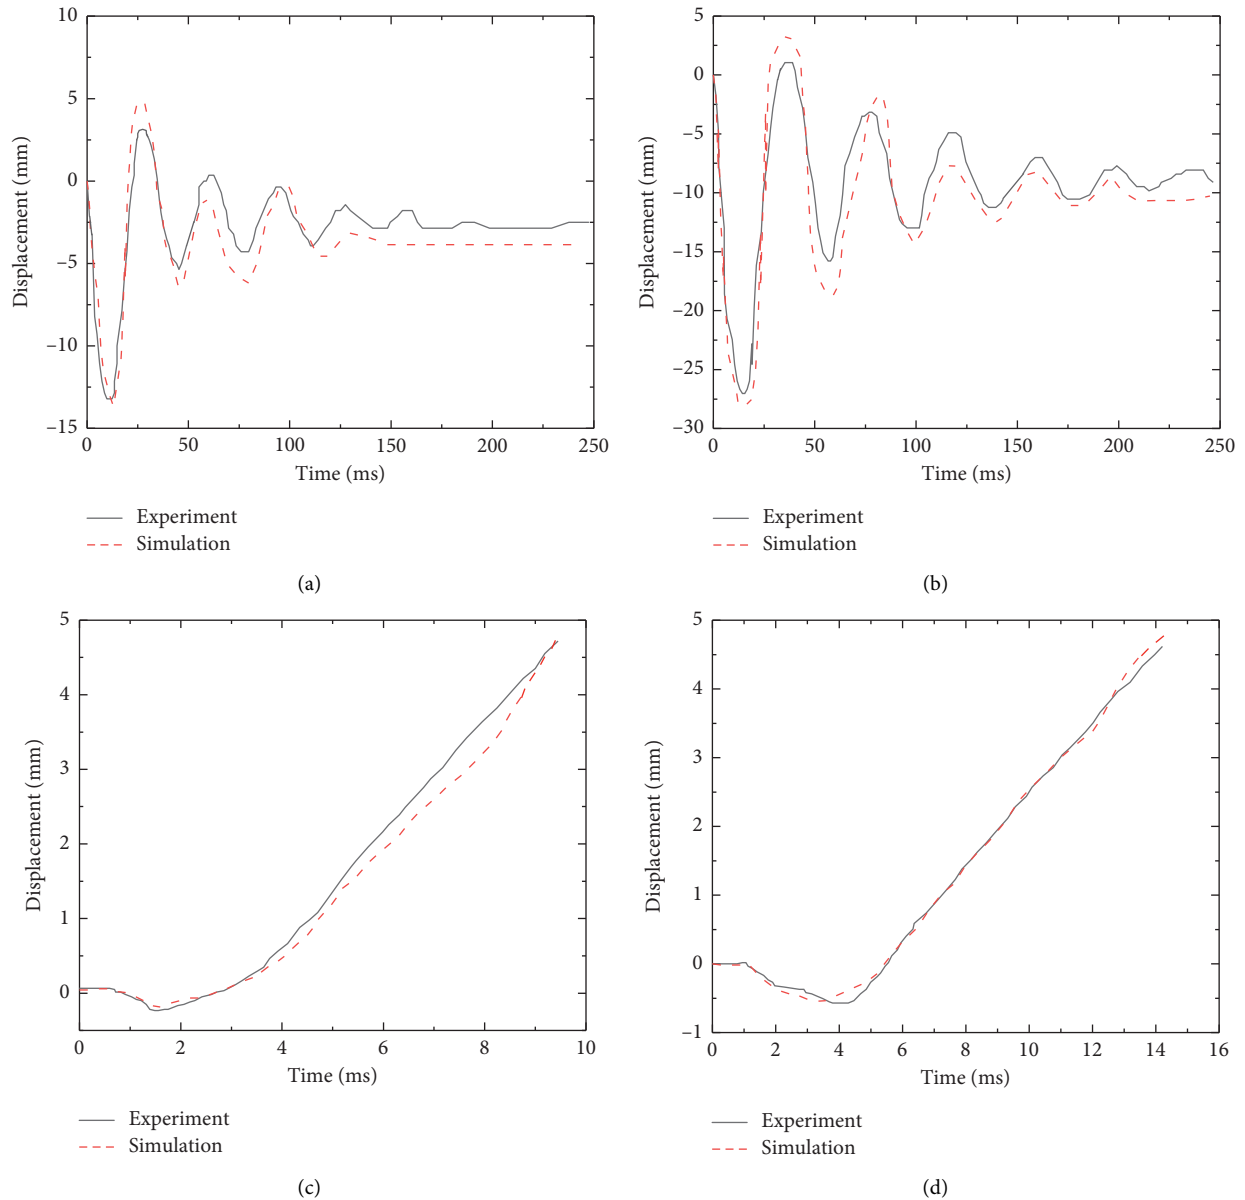 10
5
0
−5
−10
−15
Displacement (mm)
0 50 100 150 200 250
Time (ms)
Experiment
Simulation
(a)
5
0
−5
−10
−15
−20
−25
−30
Displacement (mm)
0 50 100 150 200 250
Time (ms)
Experiment
Simulation
(b)
5
4
3
2
1
0
Displacement (mm)
0 2 4 6 8 10
Time (ms)
Experiment
Simulation
(c)
5
4
3
2
1
0
−1
Displacement (mm)
0 2 4 6 8 10 12 14 16
Time (ms)
Experiment
Simulation
(d)